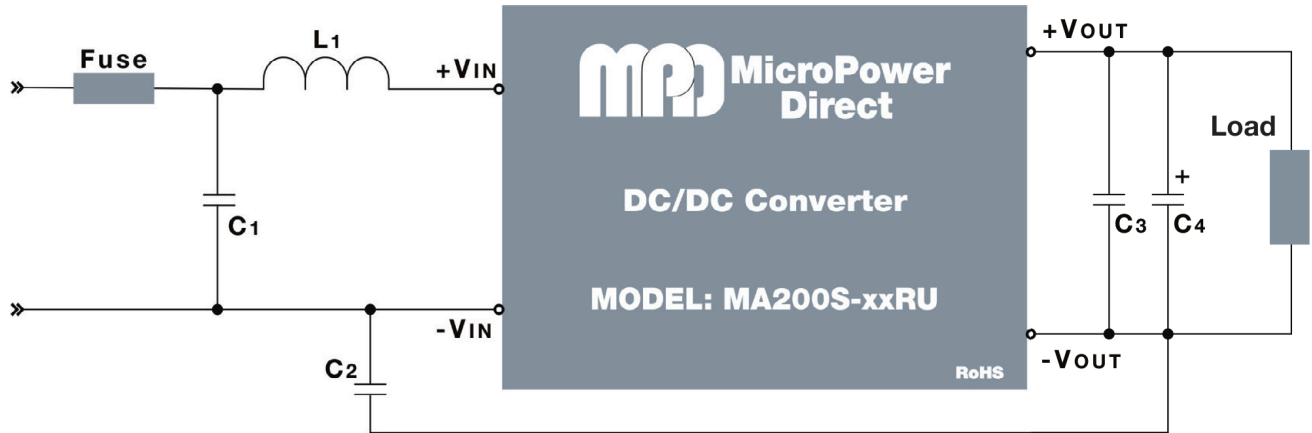 Fuse
L1
+VIN
C1
-VIN
C2
MPD MicroPower
Direct
DC/DC Converter
MODEL: MA200S-xxRU
RoHS
+VOUT
Load
+
C3
C4
-VOUT